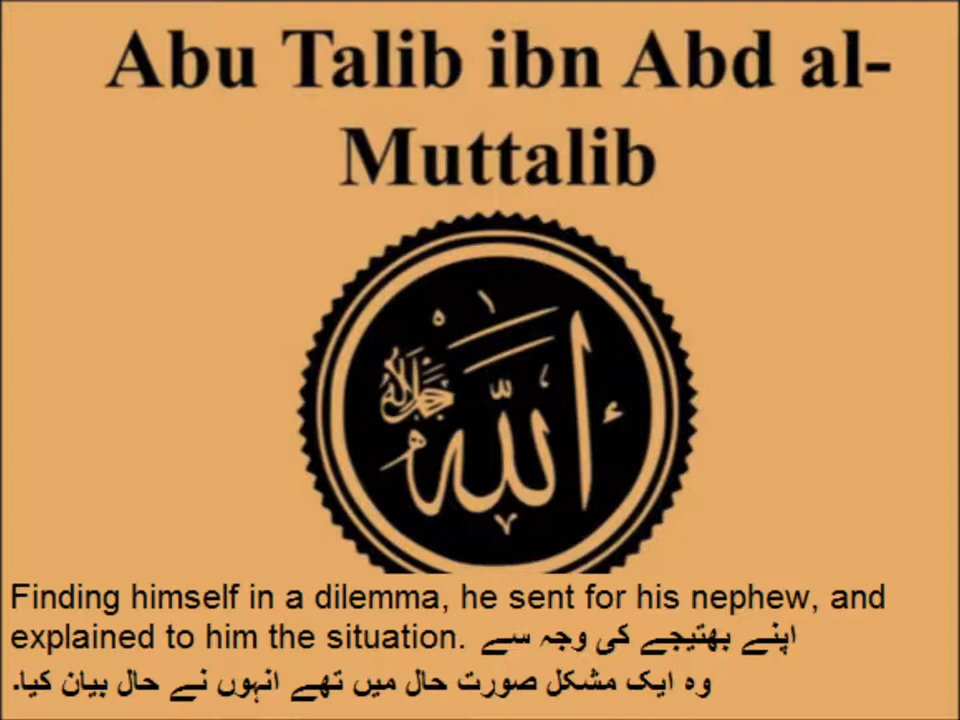 Abu Talib ibn Abd al-
Muttalib
الله
جل جلاله
Finding himself in a dilemma, he sent for his nephew, and
explained to him the situation. اپنے بھتیجے کی وجہ سے
وہ ایک مشکل صورت حال میں تھے انہوں نے حال بیان کیا۔